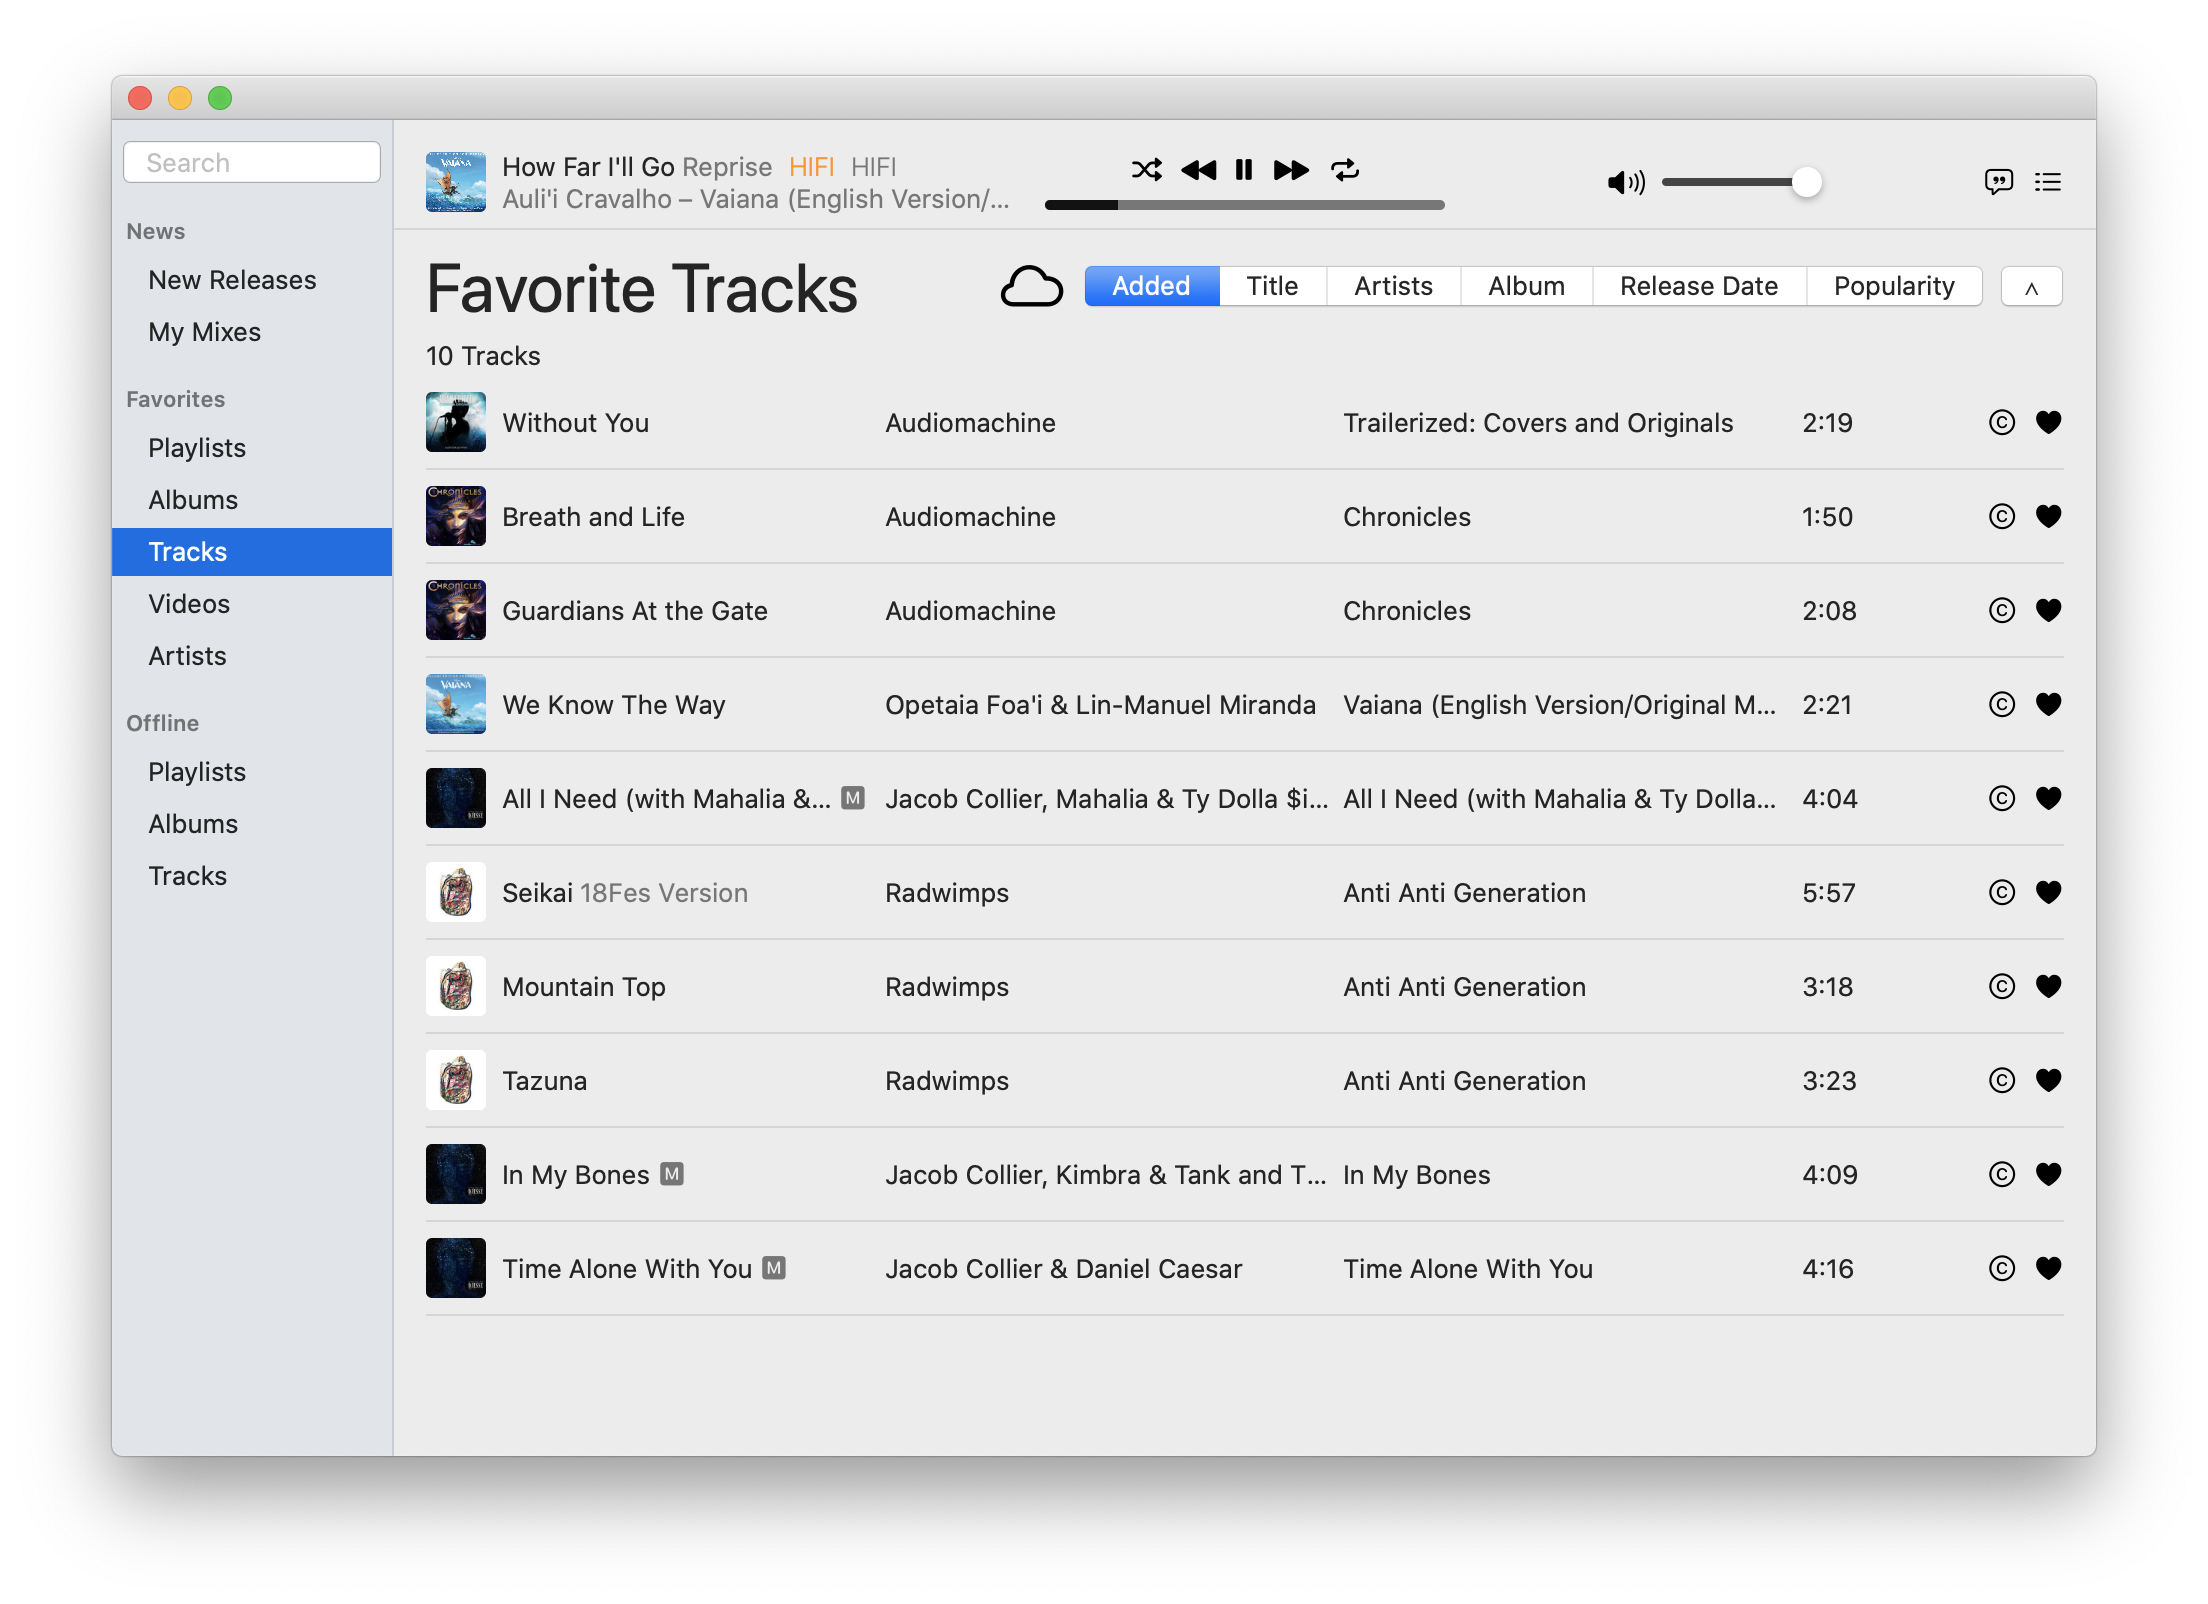 Search
News
New Releases
My Mixes
Favorites
Playlists
Albums
Tracks
Videos
Artists
Offline
Playlists
Albums
Tracks
VAIANA
How Far I'll Go Reprise HIFI HIFI
Auli'i Cravalho – Vaiana (English Version/...
Favorite Tracks
Added Title Artists Album Release Date Popularity
10 Tracks
Without You Audiomachine Trailerized: Covers and Originals 2:19 ©
CHRONICLES
Breath and Life Audiomachine Chronicles 1:50 ©
CHRONICLES
Guardians At the Gate Audiomachine Chronicles 2:08 ©
VAIANA
We Know The Way Opetaia Foa'i & Lin-Manuel Miranda Vaiana (English Version/Original M... 2:21 ©
All I Need (with Mahalia &... M Jacob Collier, Mahalia & Ty Dolla $i... All I Need (with Mahalia & Ty Dolla... 4:04 ©
Seikai 18Fes Version Radwimps Anti Anti Generation 5:57 ©
Mountain Top Radwimps Anti Anti Generation 3:18 ©
Tazuna Radwimps Anti Anti Generation 3:23 ©
In My Bones M Jacob Collier, Kimbra & Tank and T... In My Bones 4:09 ©
Time Alone With You M Jacob Collier & Daniel Caesar Time Alone With You 4:16 ©